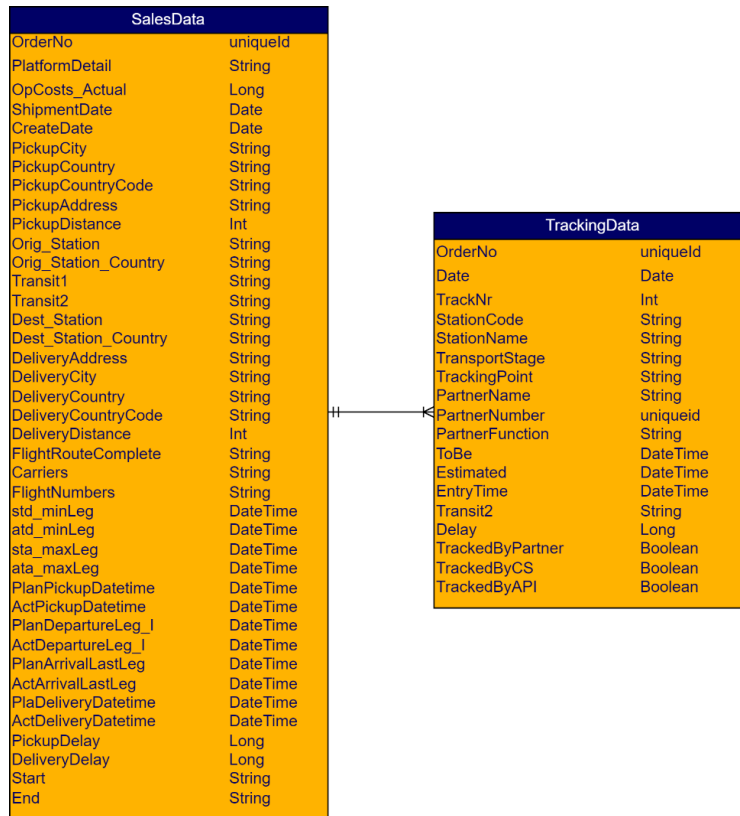 SalesData
OrderNo uniqueId
PlatformDetail String
OpCosts_Actual Long
ShipmentDate Date
CreateDate Date
PickupCity String
PickupCountry String
PickupCountryCode String
PickupAddress String
PickupDistance Int
Orig_Station String
Orig_Station_Country String
Transit1 String
Transit2 String
Dest_Station String
Dest_Station_Country String
DeliveryAddress String
DeliveryCity String
DeliveryCountry String
DeliveryCountryCode String
DeliveryDistance Int
FlightRouteComplete String
Carriers String
FlightNumbers String
std_minLeg DateTime
atd_minLeg DateTime
sta_maxLeg DateTime
ata_maxLeg DateTime
PlanPickupDatetime DateTime
ActPickupDatetime DateTime
PlanDepartureLeg_I DateTime
ActDepartureLeg_I DateTime
PlanArrivalLastLeg DateTime
ActArrivalLastLeg DateTime
PlaDeliveryDatetime DateTime
ActDeliveryDatetime DateTime
PickupDelay Long
DeliveryDelay Long
Start String
End String
TrackingData
OrderNo uniqueId
Date Date
TrackNr Int
StationCode String
StationName String
TransportStage String
TrackingPoint String
PartnerName String
PartnerNumber uniqueid
PartnerFunction String
ToBe DateTime
Estimated DateTime
EntryTime DateTime
Transit2 String
Delay Long
TrackedByPartner Boolean
TrackedByCS Boolean
TrackedByAPI Boolean